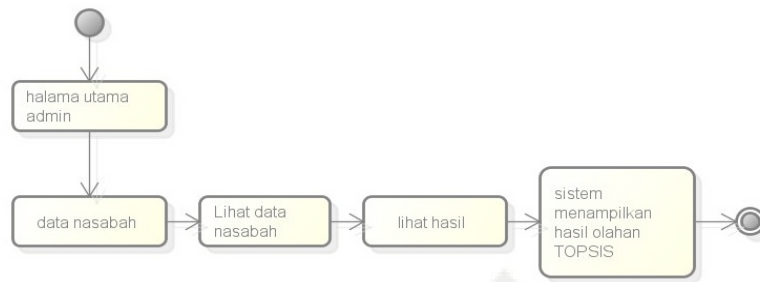 halama utama
admin
data nasabah
Lihat data
nasabah
lihat hasil
sistem
menampilkan
hasil olahan
TOPSIS